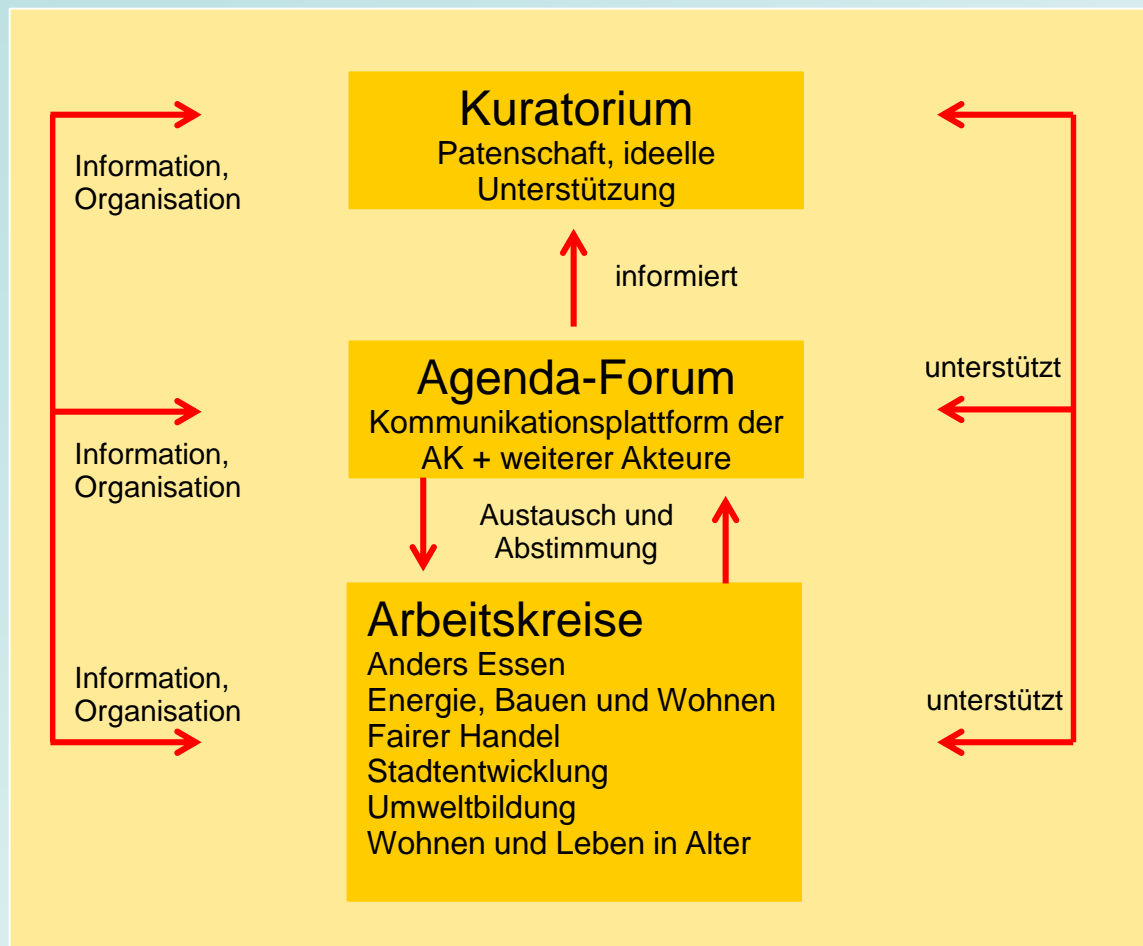 Kuratorium
Patenschaft, ideelle
Unterstützung
Information,
Organisation
informiert
Agenda-Forum
Kommunikationsplattform der
AK + weiterer Akteure
unterstützt
Information,
Organisation
Austausch und
Abstimmung
Arbeitskreise
Anders Essen
Energie, Bauen und Wohnen
Fairer Handel
Stadtentwicklung
Umweltbildung
Wohnen und Leben in Alter
Information,
Organisation
unterstützt